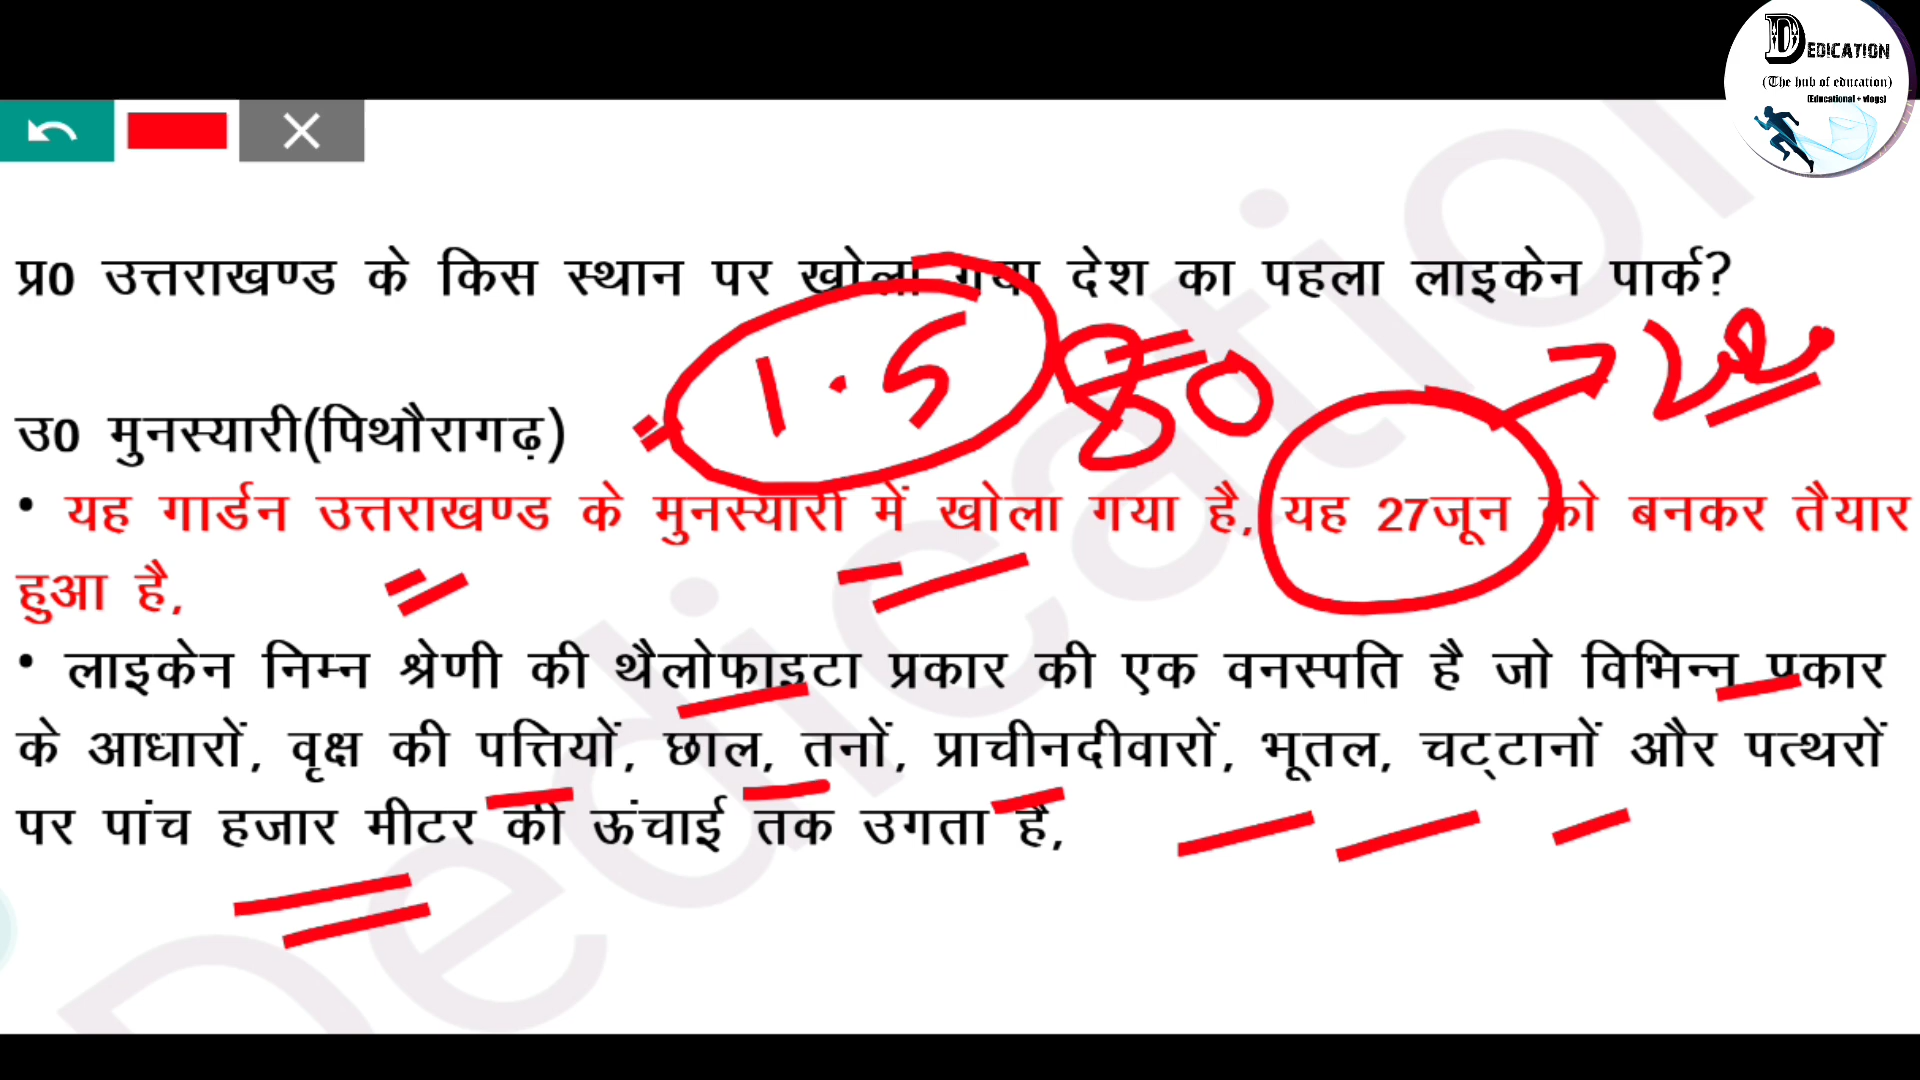 DEDICATION
(The hub of education)
(Educational + vlogs)
प्र0 उत्तराखण्ड के किस स्थान पर खोला गया देश का पहला लाइकेन पार्क?
1.5
80
उ0 मुनस्यारी(पिथौरागढ़)
• यह गार्डन उत्तराखण्ड के मुनस्यारी में खोला गया है, यह 27जून को बनकर तैयार
हुआ है,
• लाइकेन निम्न श्रेणी की थैलोफाइटा प्रकार की एक वनस्पति है जो विभिन्न प्रकार
के आधारों, वृक्ष की पत्तियों, छाल, तनों, प्राचीनदीवारों, भूतल, चट्टानों और पत्थरों
पर पांच हजार मीटर की ऊंचाई तक उगता है,
Dedication